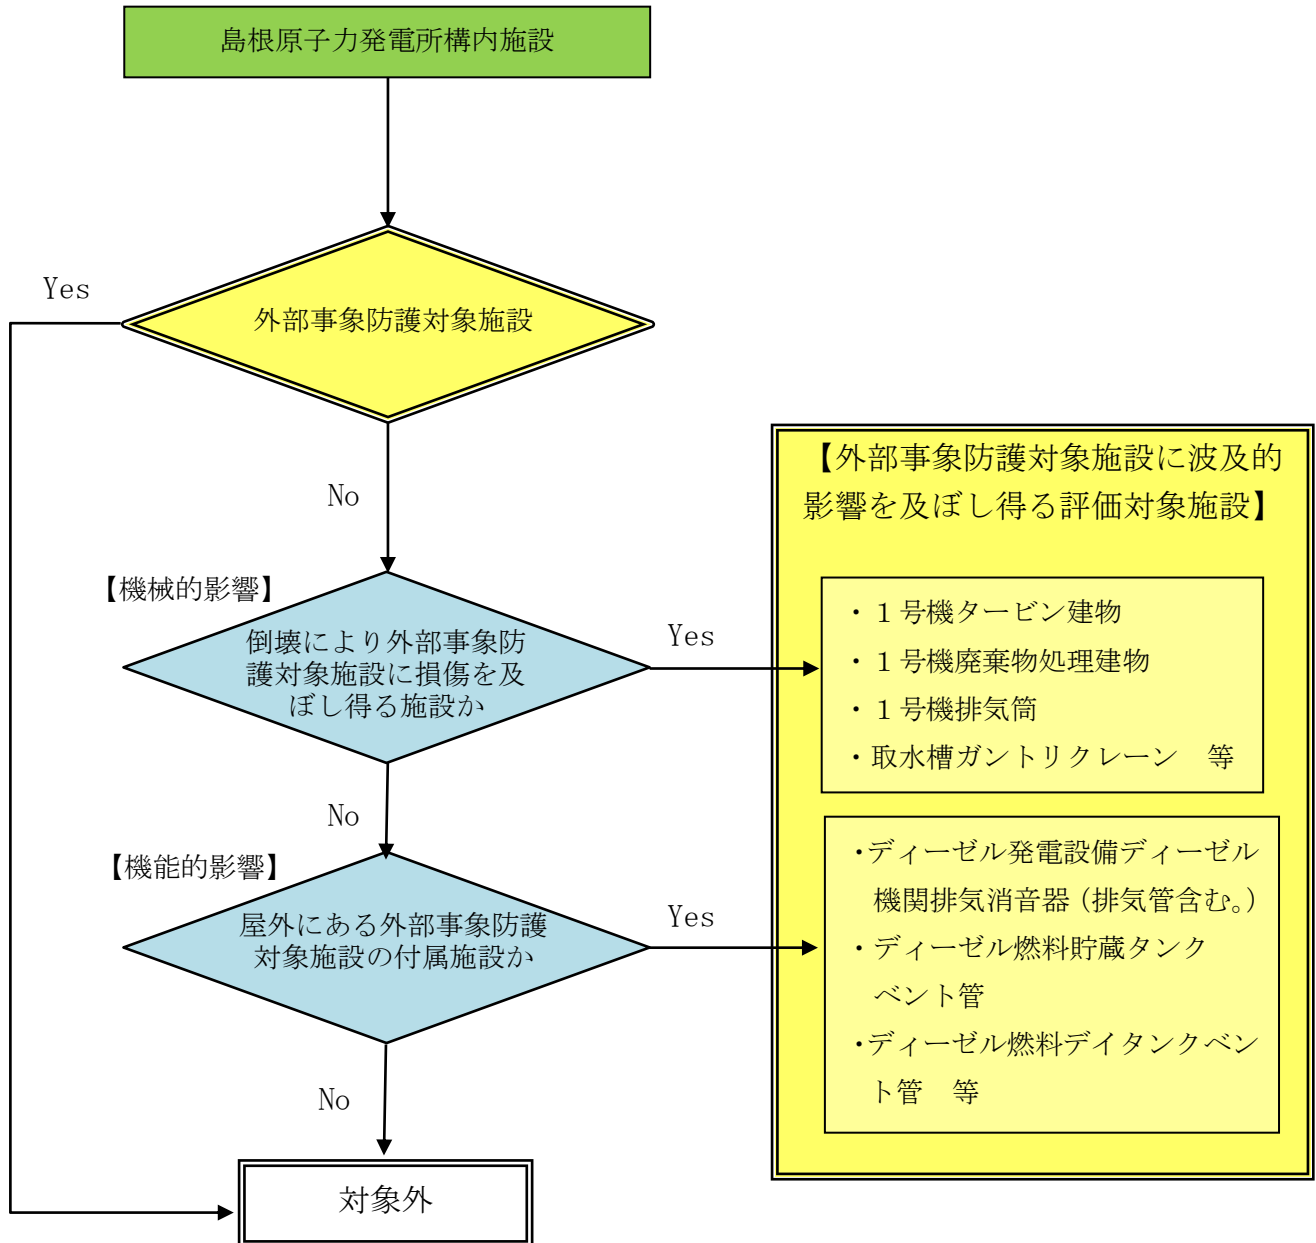 島根原子力発電所構内施設
Yes
外部事象防護対象施設
No
【機械的影響】
倒壊により外部事象防
護対象施設に損傷を及
ぼし得る施設か
Yes
No
【機能的影響】
屋外にある外部事象防護
対象施設の付属施設か
Yes
No
対象外
【外部事象防護対象施設に波及的
影響を及ぼし得る評価対象施設】
・１号機タービン建物
・１号機廃棄物処理建物
・１号機排気筒
・取水槽ガントリクレーン　等
・ディーゼル発電設備ディーゼル
機関排気消音器（排気管含む。）
・ディーゼル燃料貯蔵タンク
ベント管
・ディーゼル燃料デイタンクベン
ト管　等